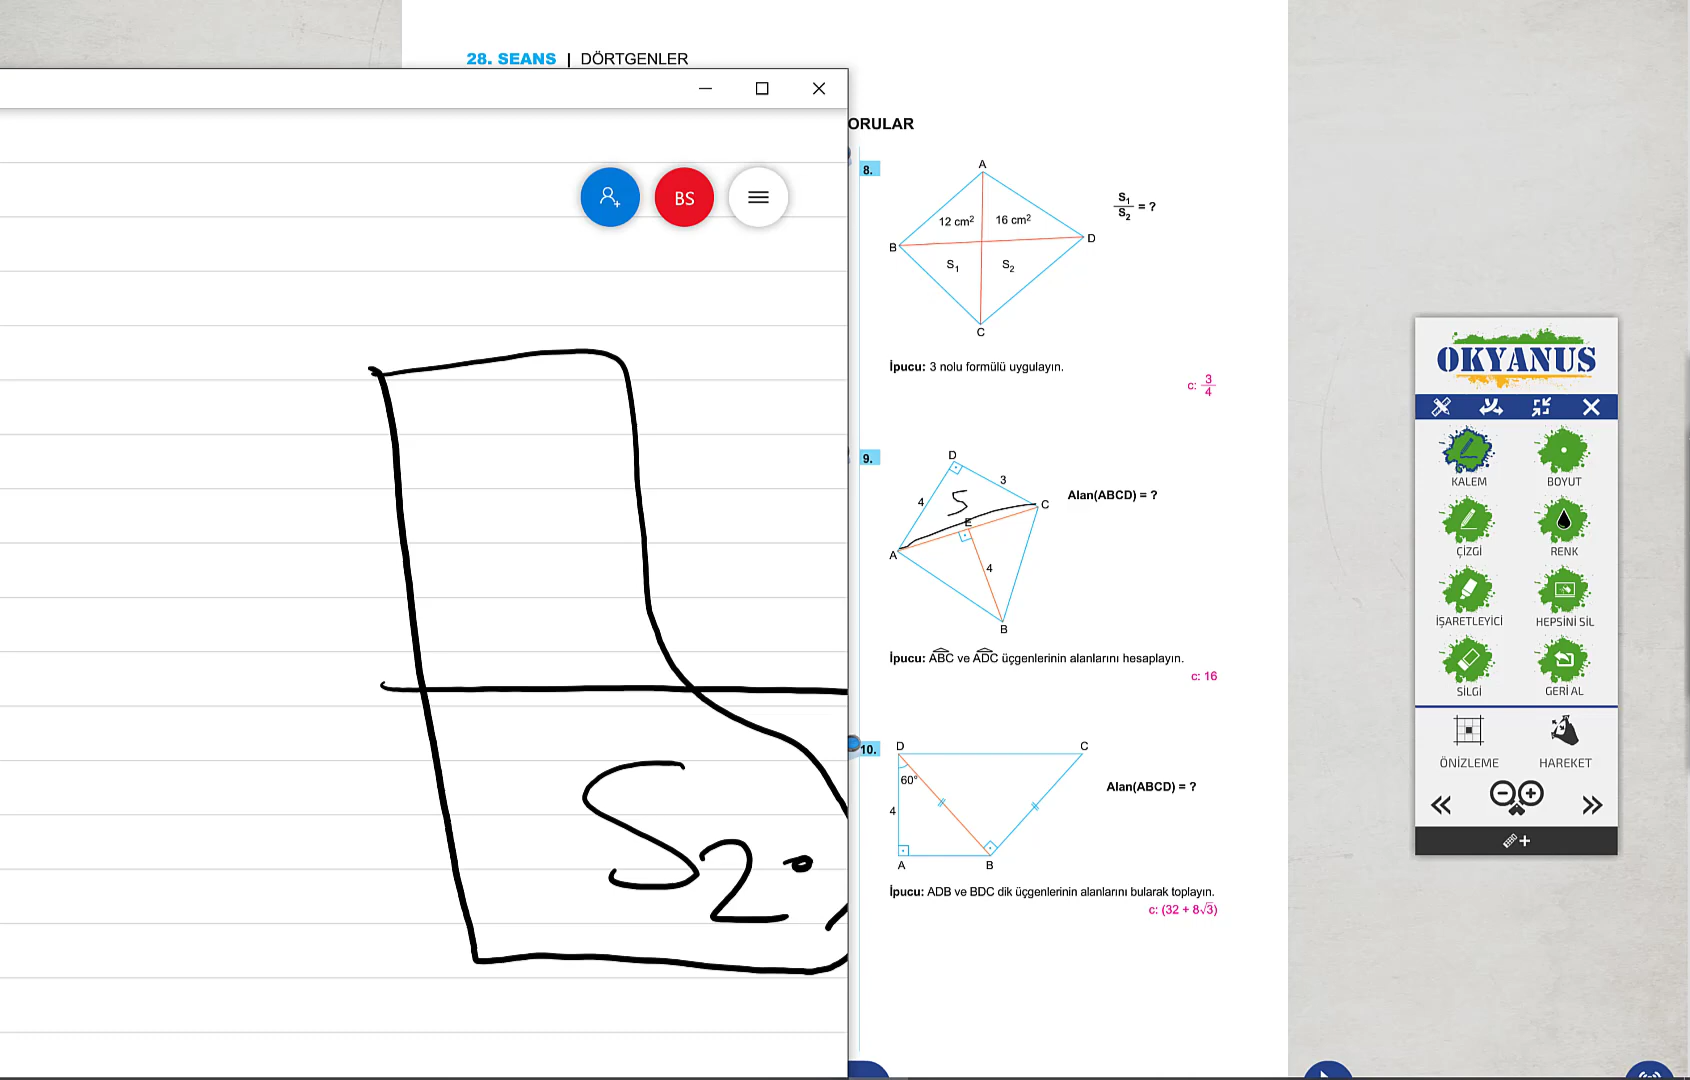 28. SEANS | DÖRTGENLER
BS
S2.
ORULAR
8.
A
12 cm²
16 cm²
B
D
S₁
S₂
C
S₁/S₂ = ?
İpucu: 3 nolu formülü uygulayın.
c: 3/4
9.
D
3
4
S
C
E
A
4
B
Alan(ABCD) = ?
İpucu: ABC ve ADC üçgenlerinin alanlarını hesaplayın.
c: 16
10.
D
C
60°
4
A
B
Alan(ABCD) = ?
İpucu: ADB ve BDC dik üçgenlerinin alanlarını bularak toplayın.
c: (32 + 8√3)
OKYANUS
KALEM
BOYUT
ÇİZGİ
RENK
İŞARETLEYİCİ
HEPSİNİ SİL
SİLGİ
GERİ AL
ÖNİZLEME
HAREKET